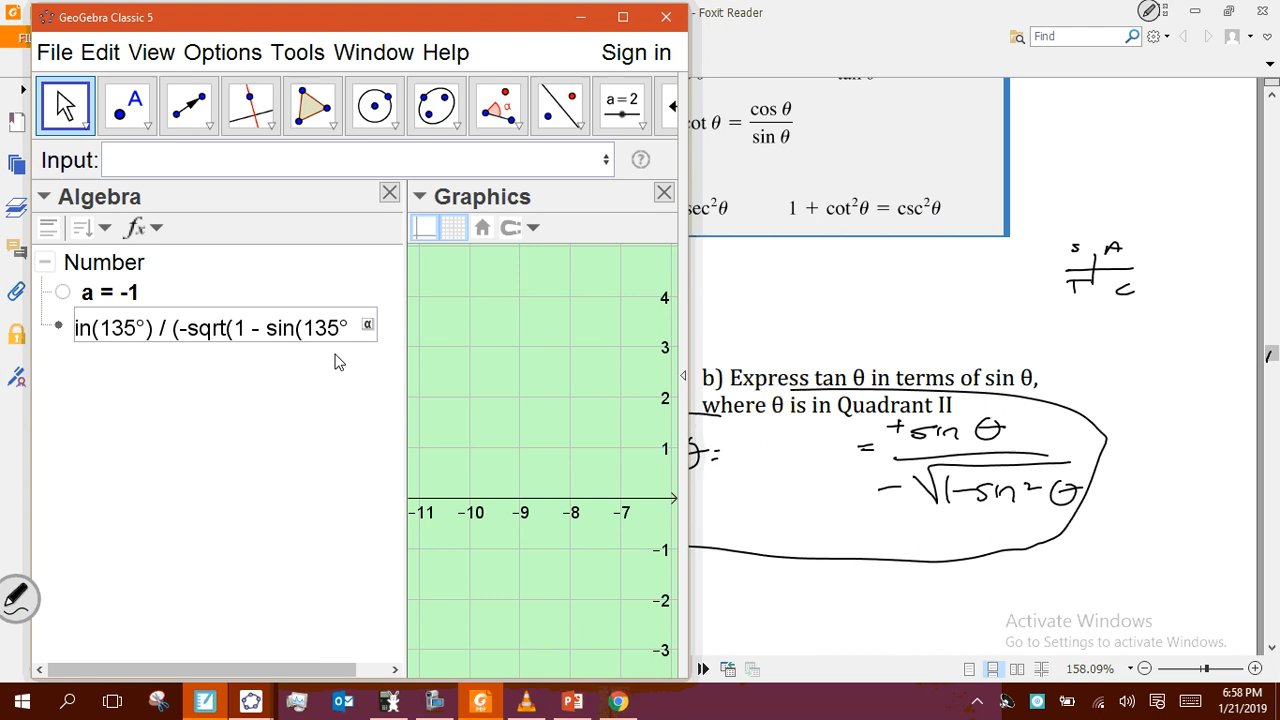 GeoGebra Classic 5
- Foxit Reader
File Edit View Options Tools Window Help
Sign in
Find
A
α
a=2
Input:
Algebra
Graphics
fx
Number
a = -1
in(135°) / (-sqrt(1 - sin(135° α
4
3
2
1
-11 -10 -9 -8 -7
-1
-2
-3
ot θ = cos θ / sin θ
sec²θ 1 + cot²θ = csc²θ
S A
T C
b) Express tan θ in terms of sin θ,
where θ is in Quadrant II
θ =
= +sin θ
-√1-sin² θ
Activate Windows
Go to Settings to activate Windows.
158.09%
6:58 PM
1/21/2019